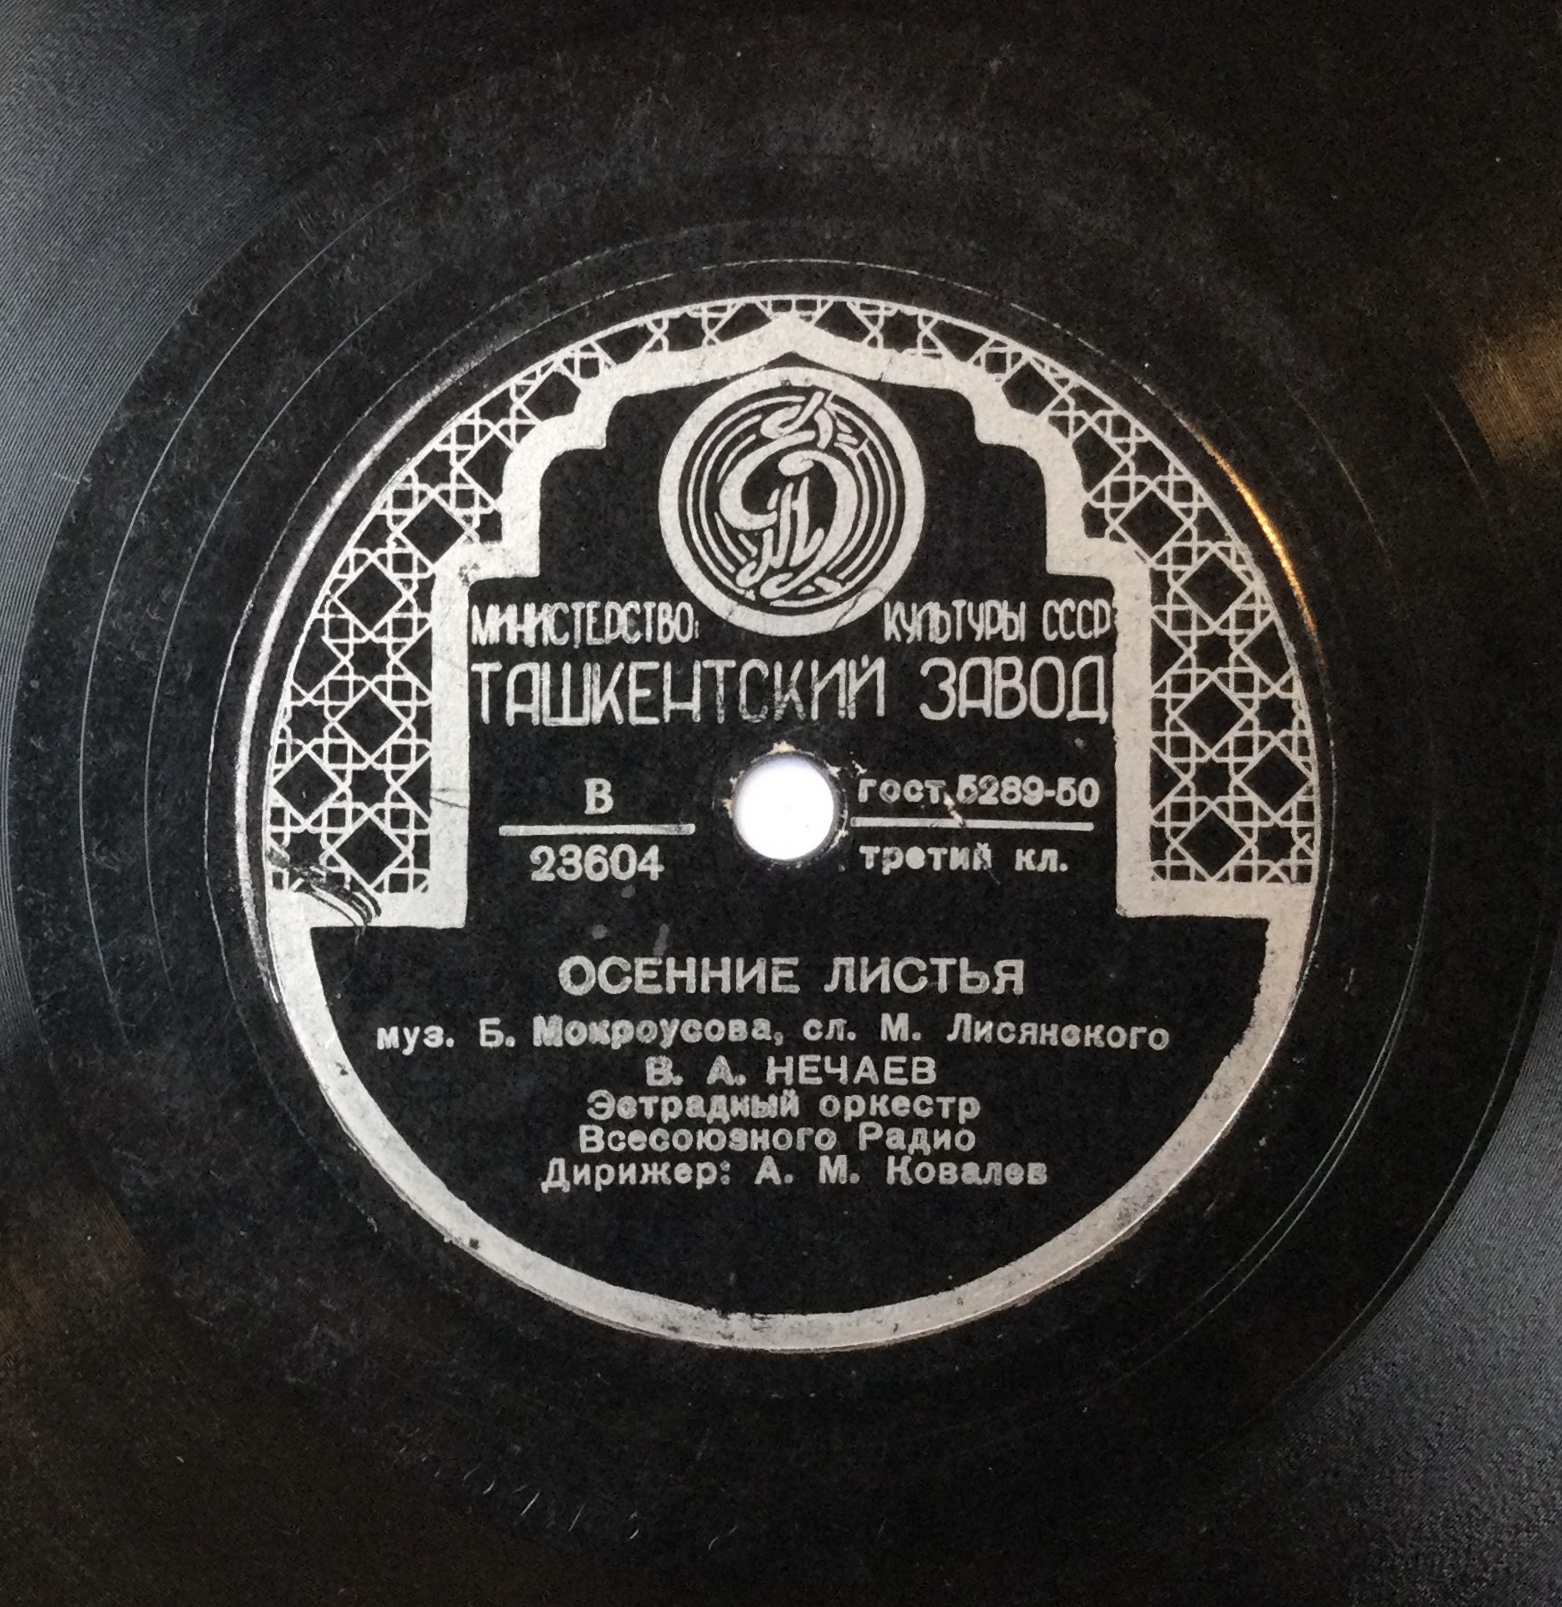 МИНИСТЕРСТВО КУЛЬТУРЫ СССР
ТАШКЕНТСКИЙ ЗАВОД
В
23604
гост. 5289-50
третий кл.
ОСЕННИЕ ЛИСТЬЯ
муз. Б. Мокроусова, сл. М. Лисянского
В. А. НЕЧАЕВ
Эстрадный оркестр
Всесоюзного Радио
Дирижер: А. М. Ковалев